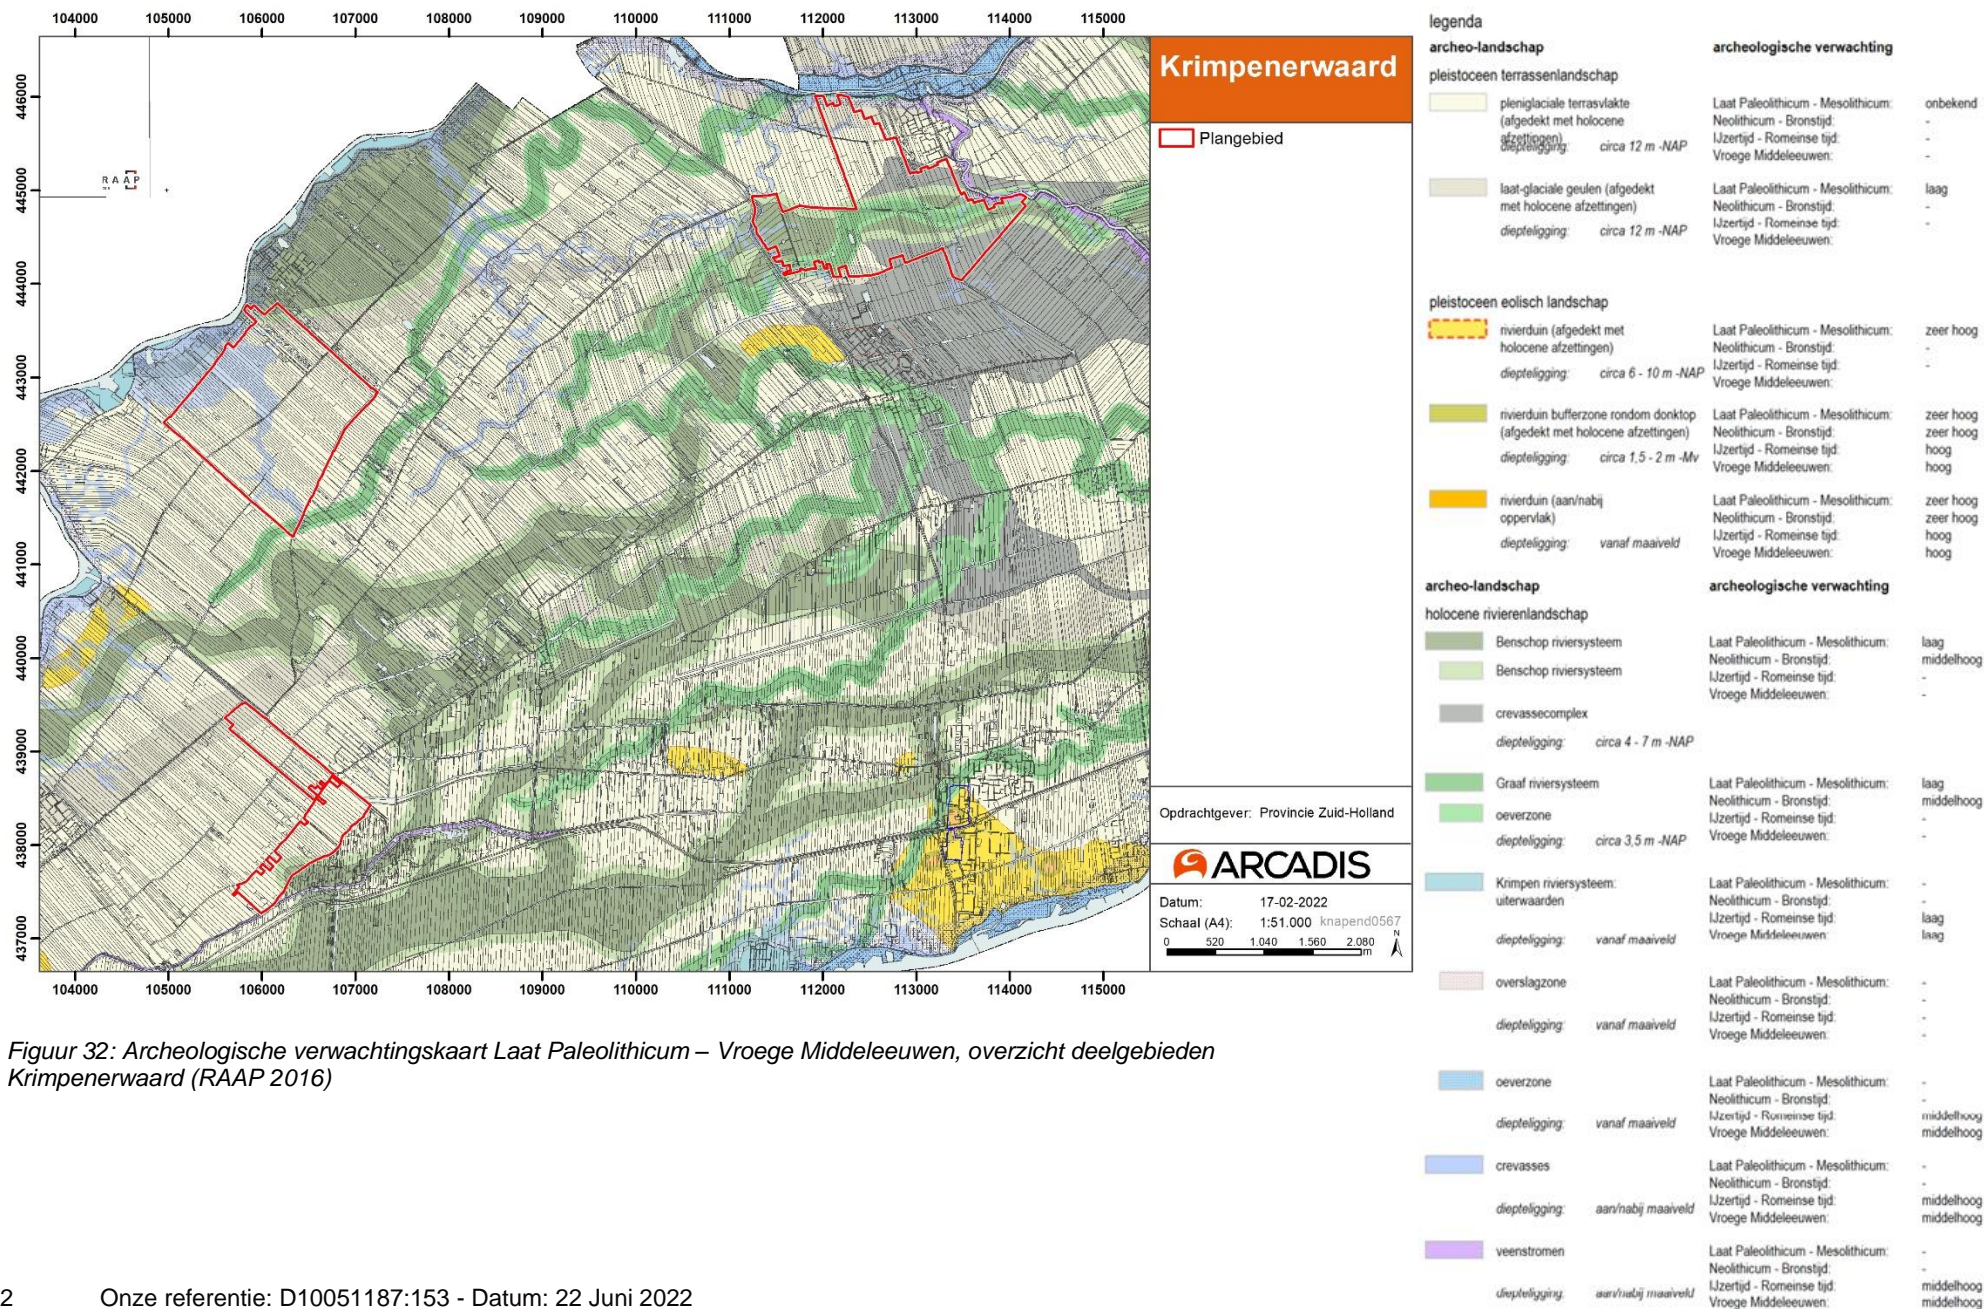 104000 105000 106000 107000 108000 109000 110000 111000 112000 113000 114000 115000
446000
445000
444000
443000
442000
441000
440000
439000
438000
437000
RAAP
104000 105000 106000 107000 108000 109000 110000 111000 112000 113000 114000 115000
Krimpenerwaard
Plangebied
Opdrachtgever: Provincie Zuid-Holland
ARCADIS
Datum: 17-02-2022
Schaal (A4): 1:51.000 knapend0567
N
0 520 1.040 1.560 2.080
m
legenda
archeo-landschap archeologische verwachting
pleistoceen terrassenlandschap
pleniglaciale terrasvlakte Laat Paleolithicum - Mesolithicum: onbekend
(afgedekt met holocene Neolithicum - Bronstijd: -
afzettingen) IJzertijd - Romeinse tijd: -
diepteligging: circa 12 m -NAP Vroege Middeleeuwen: -
laat-glaciale geulen (afgedekt Laat Paleolithicum - Mesolithicum: laag
met holocene afzettingen) Neolithicum - Bronstijd: -
IJzertijd - Romeinse tijd: -
diepteligging: circa 12 m -NAP Vroege Middeleeuwen:
pleistoceen eolisch landschap
rivierduin (afgedekt met Laat Paleolithicum - Mesolithicum: zeer hoog
holocene afzettingen) Neolithicum - Bronstijd: -
diepteligging: circa 6 - 10 m -NAP IJzertijd - Romeinse tijd: -
Vroege Middeleeuwen:
rivierduin bufferzone rondom donktop Laat Paleolithicum - Mesolithicum: zeer hoog
(afgedekt met holocene afzettingen) Neolithicum - Bronstijd: zeer hoog
IJzertijd - Romeinse tijd: hoog
diepteligging: circa 1,5 - 2 m -Mv Vroege Middeleeuwen: hoog
rivierduin (aan/nabij Laat Paleolithicum - Mesolithicum: zeer hoog
oppervlak) Neolithicum - Bronstijd: zeer hoog
IJzertijd - Romeinse tijd: hoog
diepteligging: vanaf maaiveld Vroege Middeleeuwen: hoog
archeo-landschap archeologische verwachting
holocene rivierenlandschap
Benschop riviersysteem Laat Paleolithicum - Mesolithicum: laag
Neolithicum - Bronstijd: middelhoog
Benschop riviersysteem IJzertijd - Romeinse tijd: -
Vroege Middeleeuwen: -
crevassecomplex
diepteligging: circa 4 - 7 m -NAP
Graaf riviersysteem Laat Paleolithicum - Mesolithicum: laag
Neolithicum - Bronstijd: middelhoog
oeverzone IJzertijd - Romeinse tijd: -
diepteligging: circa 3,5 m -NAP Vroege Middeleeuwen: -
Krimpen riviersysteem: Laat Paleolithicum - Mesolithicum: -
uiterwaarden Neolithicum - Bronstijd: -
IJzertijd - Romeinse tijd: laag
diepteligging: vanaf maaiveld Vroege Middeleeuwen: laag
overslagzone Laat Paleolithicum - Mesolithicum: -
Neolithicum - Bronstijd: -
diepteligging: vanaf maaiveld IJzertijd - Romeinse tijd: -
Vroege Middeleeuwen: -
oeverzone Laat Paleolithicum - Mesolithicum: -
Neolithicum - Bronstijd: -
diepteligging: vanaf maaiveld IJzertijd - Romeinse tijd: middelhoog
Vroege Middeleeuwen: middelhoog
crevasses Laat Paleolithicum - Mesolithicum: -
Neolithicum - Bronstijd: -
diepteligging: aan/nabij maaiveld IJzertijd - Romeinse tijd: middelhoog
Vroege Middeleeuwen: middelhoog
veenstromen Laat Paleolithicum - Mesolithicum: -
Neolithicum - Bronstijd: -
diepteligging: aan/nabij maaiveld IJzertijd - Romeinse tijd: middelhoog
Vroege Middeleeuwen: middelhoog
Figuur 32: Archeologische verwachtingskaart Laat Paleolithicum – Vroege Middeleeuwen, overzicht deelgebieden
Krimpenerwaard (RAAP 2016)
2 Onze referentie: D10051187:153 - Datum: 22 Juni 2022